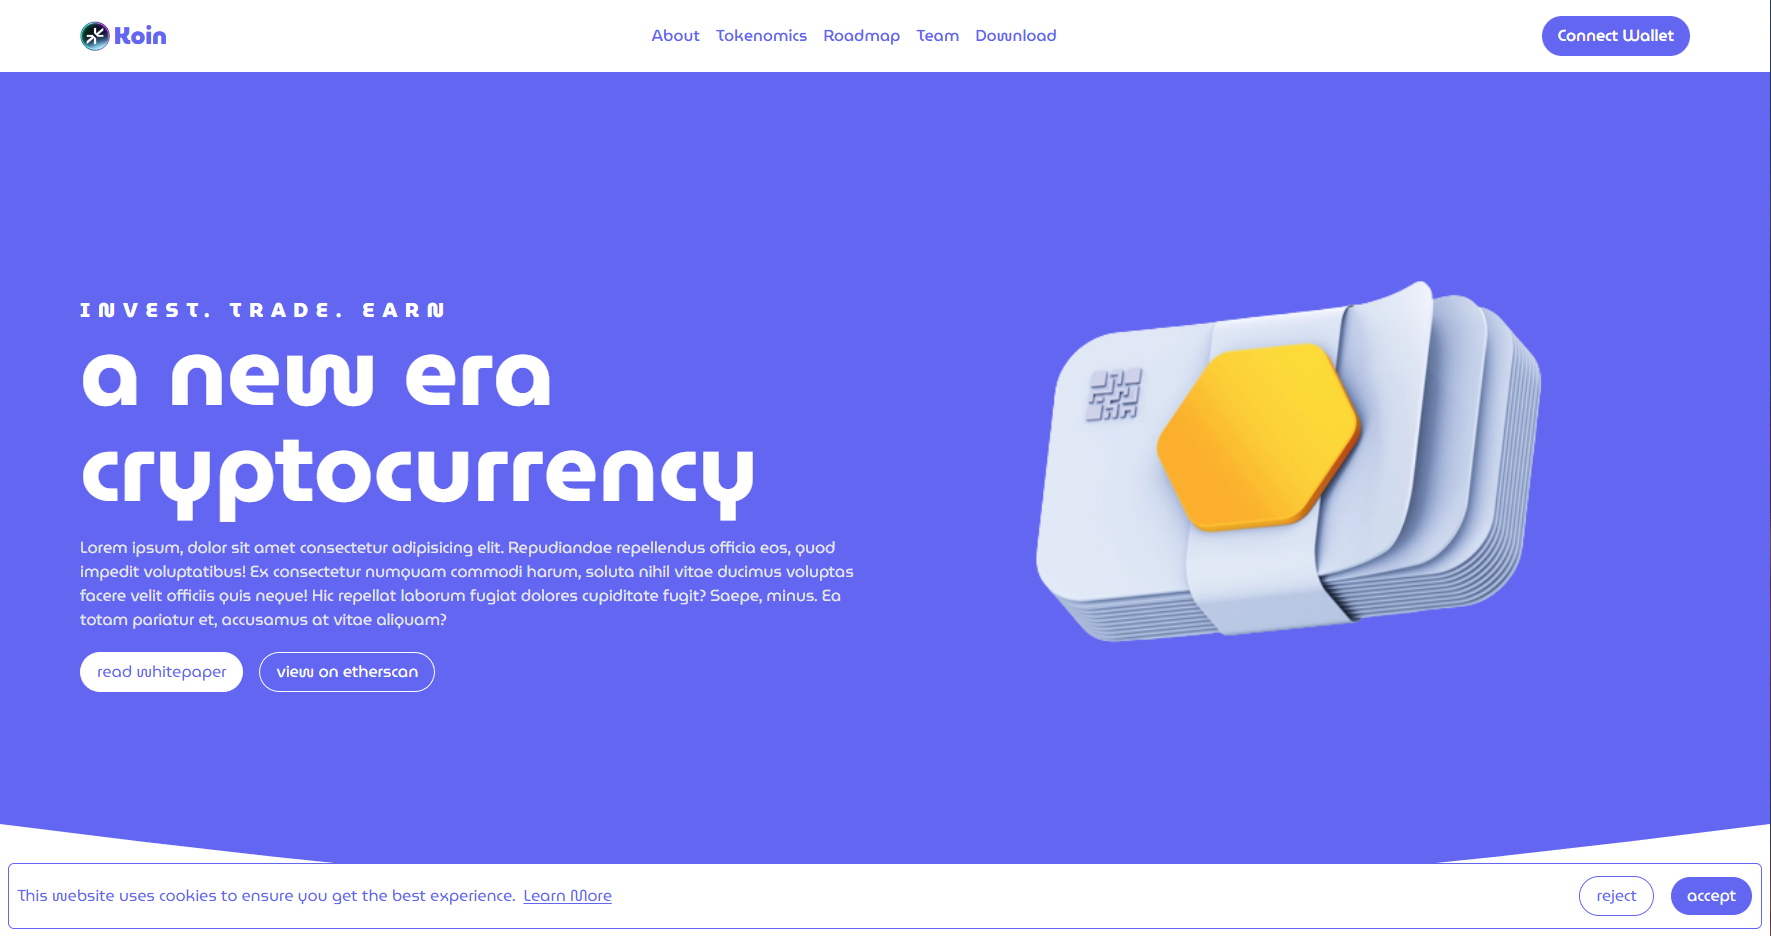 Koin
About Tokenomics Roadmap Team Download
Connect Wallet
INVEST. TRADE. EARN
a new era
cryptocurrency
Lorem ipsum, dolor sit amet consectetur adipisicing elit. Repudiandae repellendus officia eos, quod
impedit voluptatibus! Ex consectetur numquam commodi harum, soluta nihil vitae ducimus voluptas
facere velit officiis quis neque! Hic repellat laborum fugiat dolores cupiditate fugit? Saepe, minus. Ea
totam pariatur et, accusamus at vitae aliquam?
read whitepaper
view on etherscan
This website uses cookies to ensure you get the best experience. Learn More
reject
accept